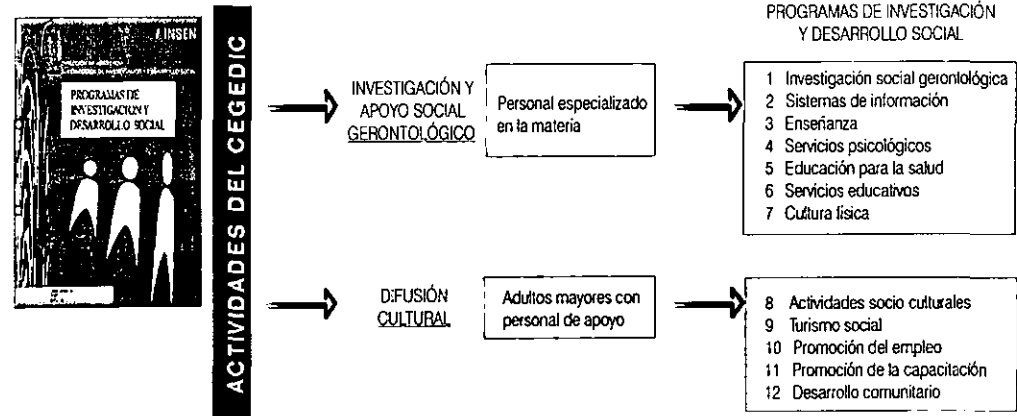 INSEN
PROGRAMAS DE
INVESTIGACION Y
DESARROLLO SOCIAL
ACTIVIDADES DEL CEGEDIC
INVESTIGACIÓN Y
APOYO SOCIAL
GERONTOLÓGICO
Personal especializado
en la materia
PROGRAMAS DE INVESTIGACIÓN
Y DESARROLLO SOCIAL
1 Investigación social gerontológica
2 Sistemas de información
3 Enseñanza
4 Servicios psicológicos
5 Educación para la salud
6 Servicios educativos
7 Cultura física
DIFUSIÓN
CULTURAL
Adultos mayores con
personal de apoyo
8 Actividades socio culturales
9 Turismo social
10 Promoción del empleo
11 Promoción de la capacitación
12 Desarrollo comunitario